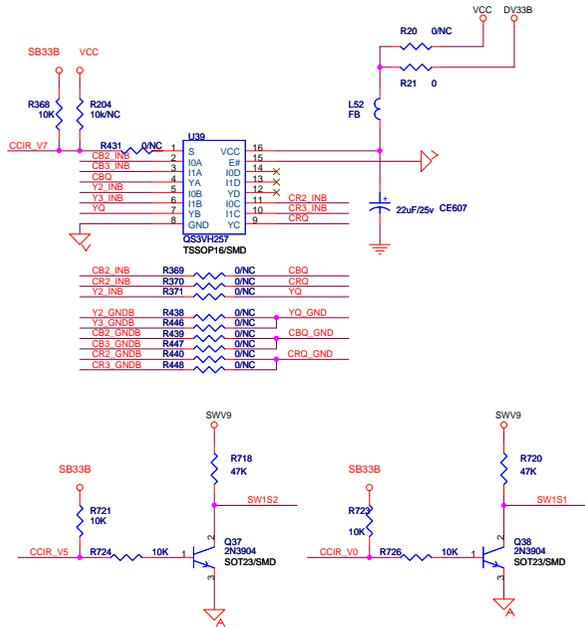 VCC DV33B
R20 0/NC
SB33B VCC
R21 0
R368 10K
R204 10k/NC
L52 FB
U39
CCIR_V7 R431 0/NC 1 S VCC 16
CB2_INB 2 I0A E# 15
CB3_INB 3 I1A I0D 14
CBQ 4 YA I1D 13
Y2_INB 5 I0B YD 12
Y3_INB 6 I1B I0C 11 CR2_INB
YQ 7 YB I1C 10 CR3_INB
8 GND YC 9 CRQ
+
22uF/25v CE607
QS3VH257
TSSOP16/SMD
CB2_INB R369 0/NC CBQ
CR2_INB R370 0/NC CRQ
Y2_INB R371 0/NC YQ
Y2_GNDB R438 0/NC YQ_GND
Y3_GNDB R446 0/NC
CB2_GNDB R439 0/NC CBQ_GND
CB3_GNDB R447 0/NC
CR2_GNDB R440 0/NC CRQ_GND
CR3_GNDB R448 0/NC
SWV9 SWV9
R718 47K
R720 47K
SB33B SB33B
SW1S2 SW1S1
R721 10K
R723 10K
Q37
2N3904
SOT23/SMD
Q38
2N3904
SOT23/SMD
CCIR_V5 R724 10K 1 2 3
CCIR_V0 R726 10K 1 2 3
A A